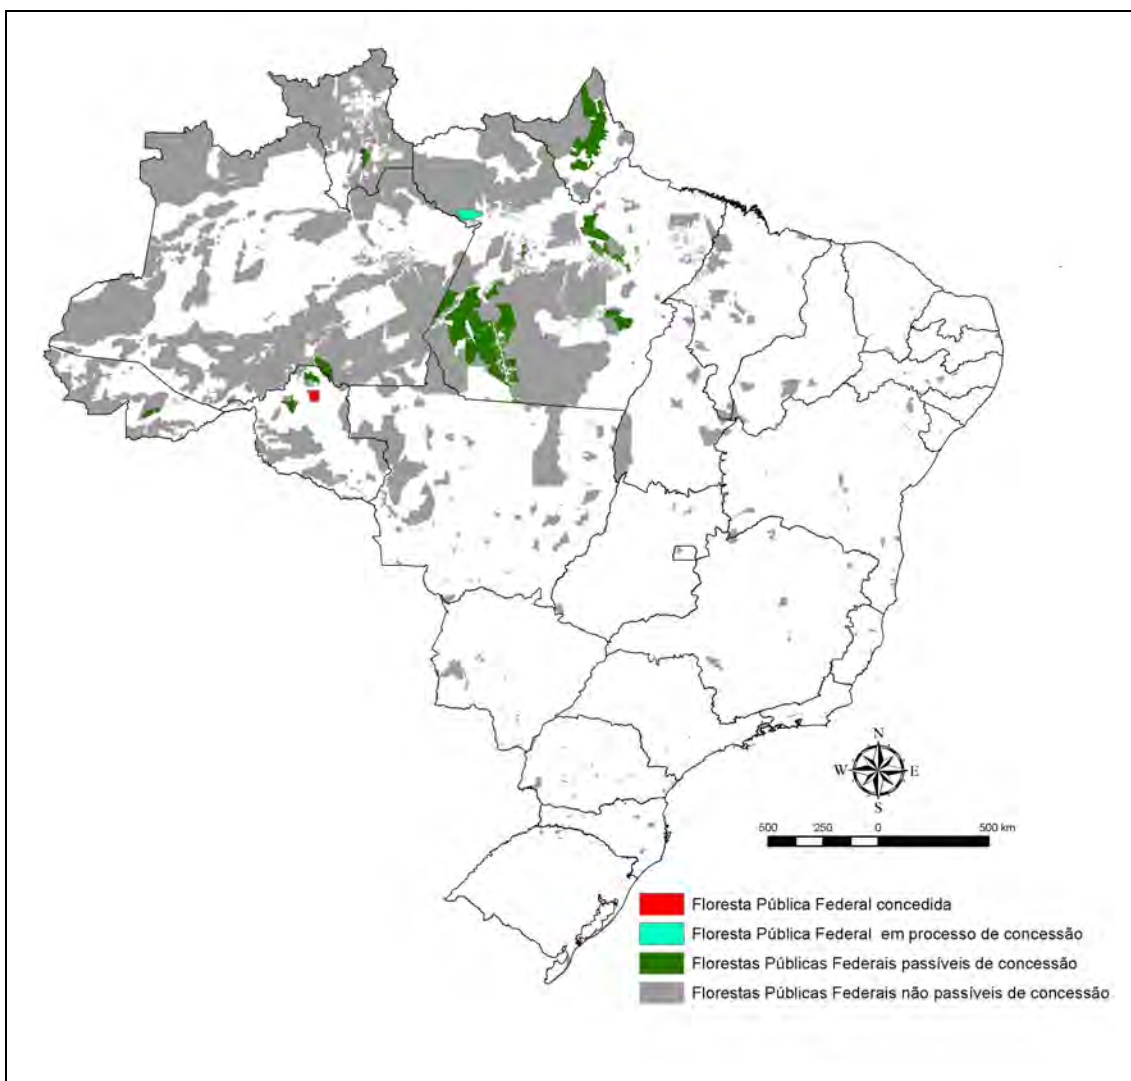 N
W E
S
500 250 0 500 km
Floresta Pública Federal concedida
Floresta Pública Federal em processo de concessão
Florestas Públicas Federais passíveis de concessão
Florestas Públicas Federais não passíveis de concessão